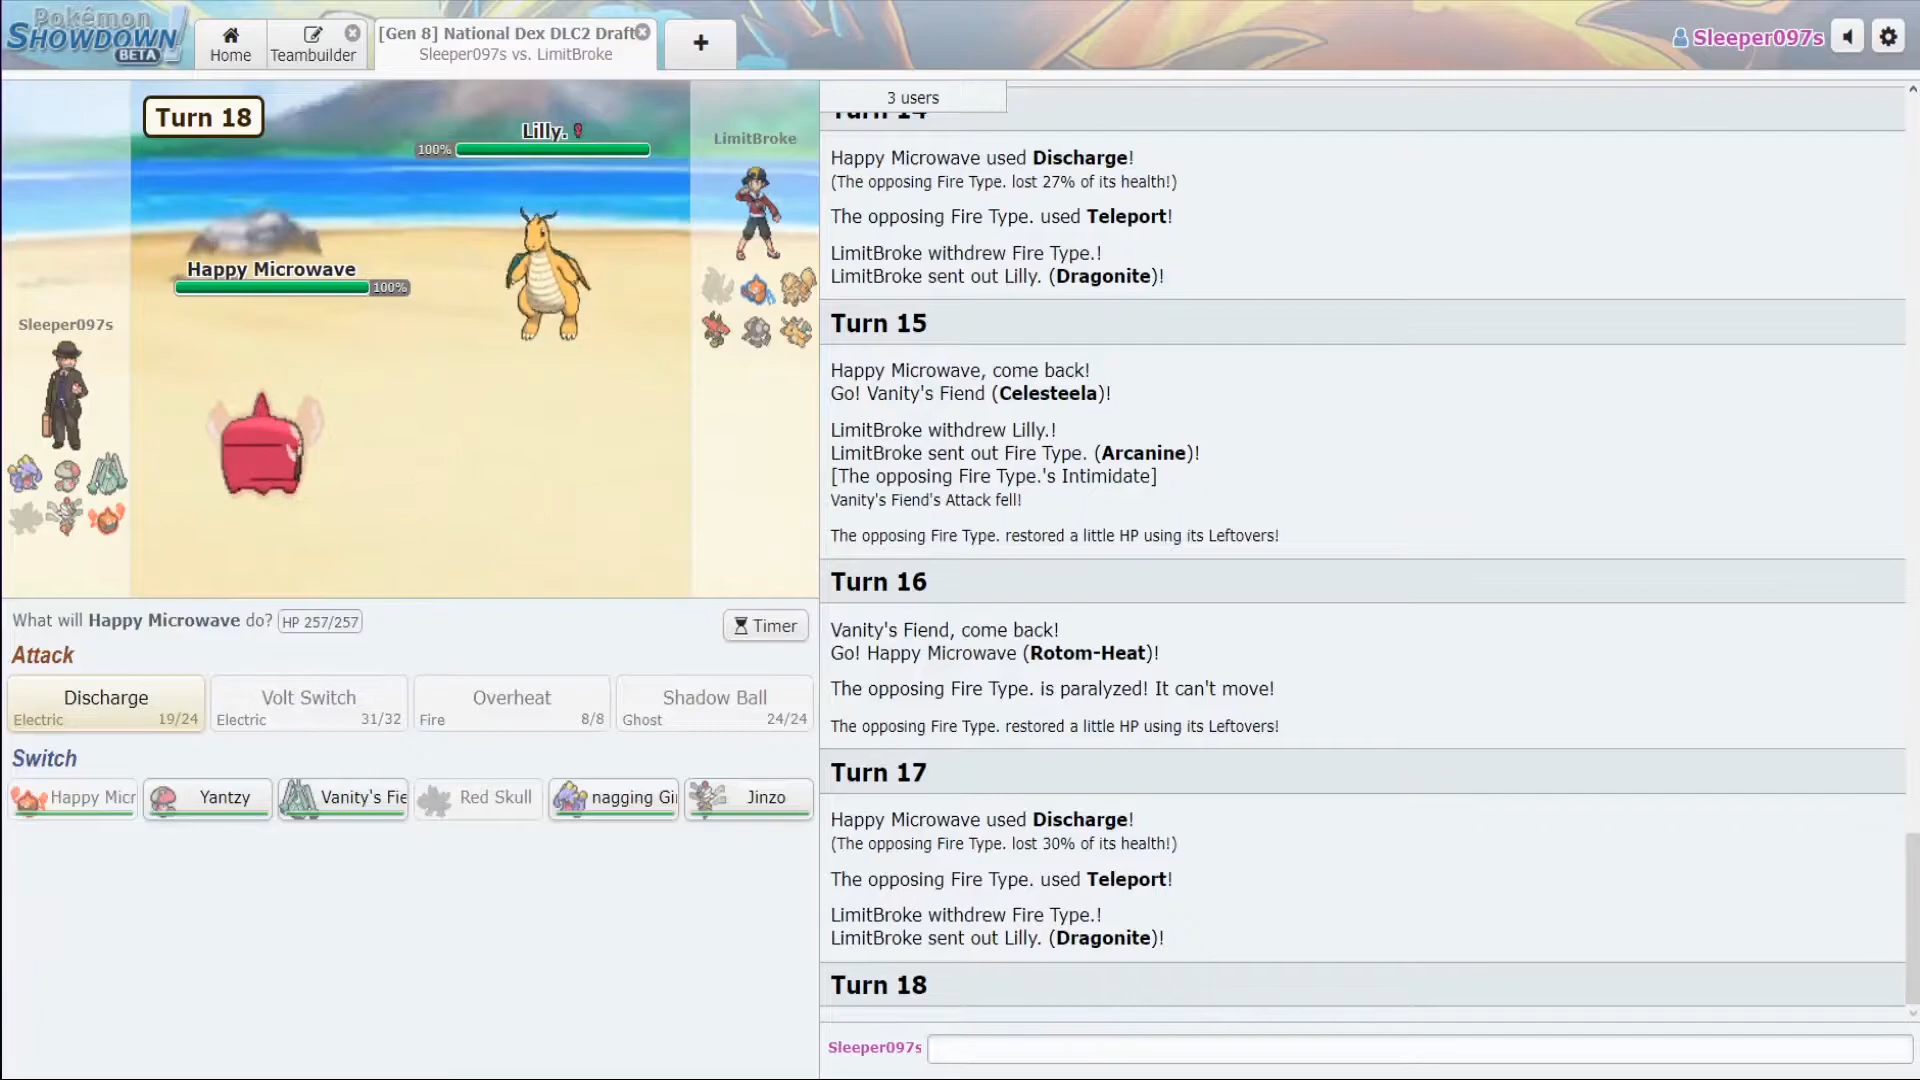 Pokémon
SHOWDOWN!
BETA
Home
Teambuilder
[Gen 8] National Dex DLC2 Draft
Sleeper097s vs. LimitBroke
+
Sleeper097s
Turn 18
Lilly.
100%
LimitBroke
Happy Microwave
100%
Sleeper097s
What will Happy Microwave do? HP 257/257
Timer
Attack
Discharge
Electric 19/24
Volt Switch
Electric 31/32
Overheat
Fire 8/8
Shadow Ball
Ghost 24/24
Switch
Happy Micr
Yantzy
Vanity's Fie
Red Skull
nagging Gi
Jinzo
3 users
Turn 14
Happy Microwave used Discharge!
(The opposing Fire Type. lost 27% of its health!)
The opposing Fire Type. used Teleport!
LimitBroke withdrew Fire Type.!
LimitBroke sent out Lilly. (Dragonite)!
Turn 15
Happy Microwave, come back!
Go! Vanity's Fiend (Celesteela)!
LimitBroke withdrew Lilly.!
LimitBroke sent out Fire Type. (Arcanine)!
[The opposing Fire Type.'s Intimidate]
Vanity's Fiend's Attack fell!
The opposing Fire Type. restored a little HP using its Leftovers!
Turn 16
Vanity's Fiend, come back!
Go! Happy Microwave (Rotom-Heat)!
The opposing Fire Type. is paralyzed! It can't move!
The opposing Fire Type. restored a little HP using its Leftovers!
Turn 17
Happy Microwave used Discharge!
(The opposing Fire Type. lost 30% of its health!)
The opposing Fire Type. used Teleport!
LimitBroke withdrew Fire Type.!
LimitBroke sent out Lilly. (Dragonite)!
Turn 18
Sleeper097s